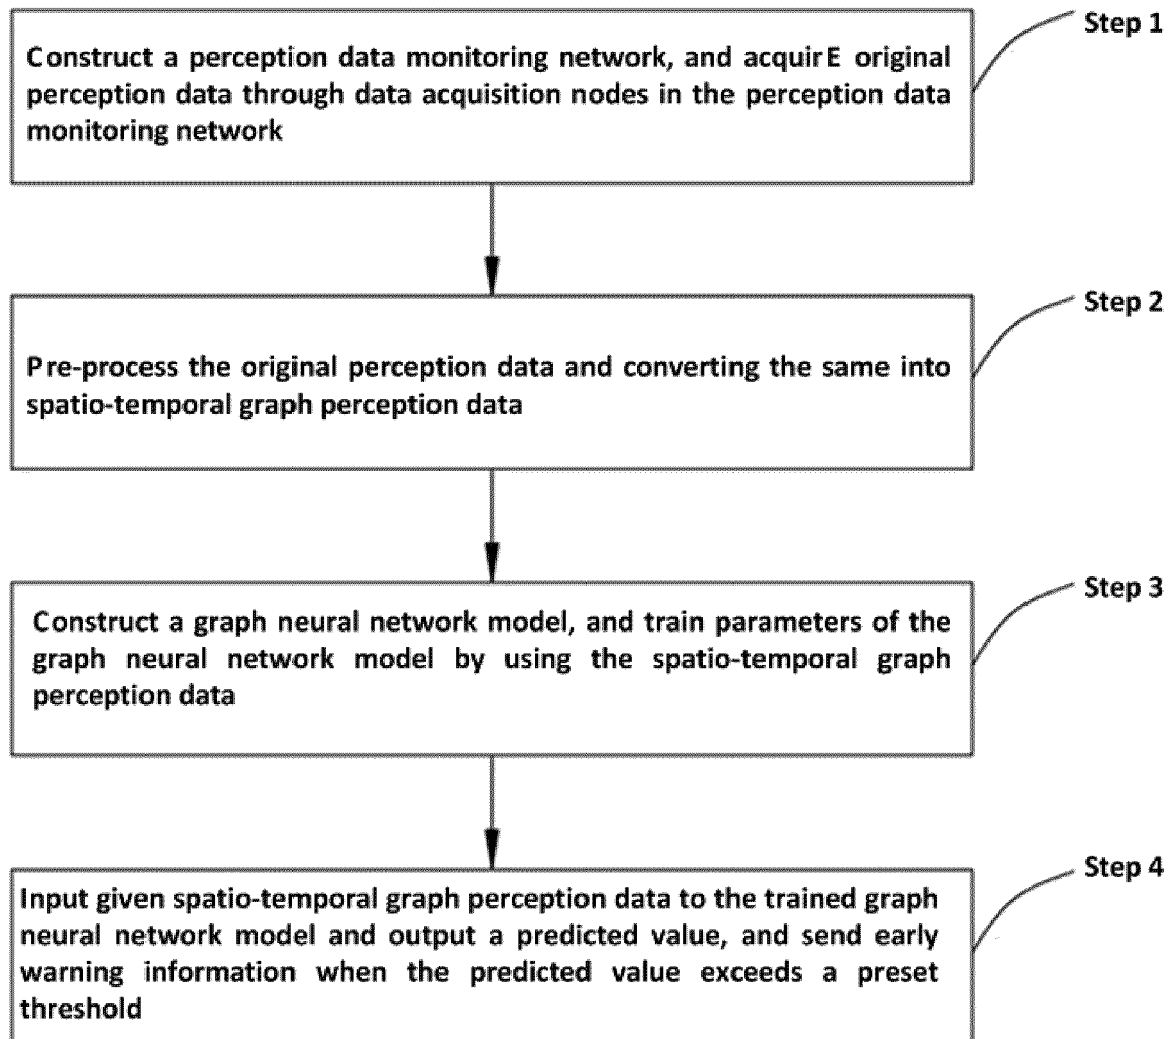 Step 1
Construct a perception data monitoring network, and acquirE original
perception data through data acquisition nodes in the perception data
monitoring network
Step 2
Pre-process the original perception data and converting the same into
spatio-temporal graph perception data
Step 3
Construct a graph neural network model, and train parameters of the
graph neural network model by using the spatio-temporal graph
perception data
Step 4
Input given spatio-temporal graph perception data to the trained graph
neural network model and output a predicted value, and send early
warning information when the predicted value exceeds a preset
threshold